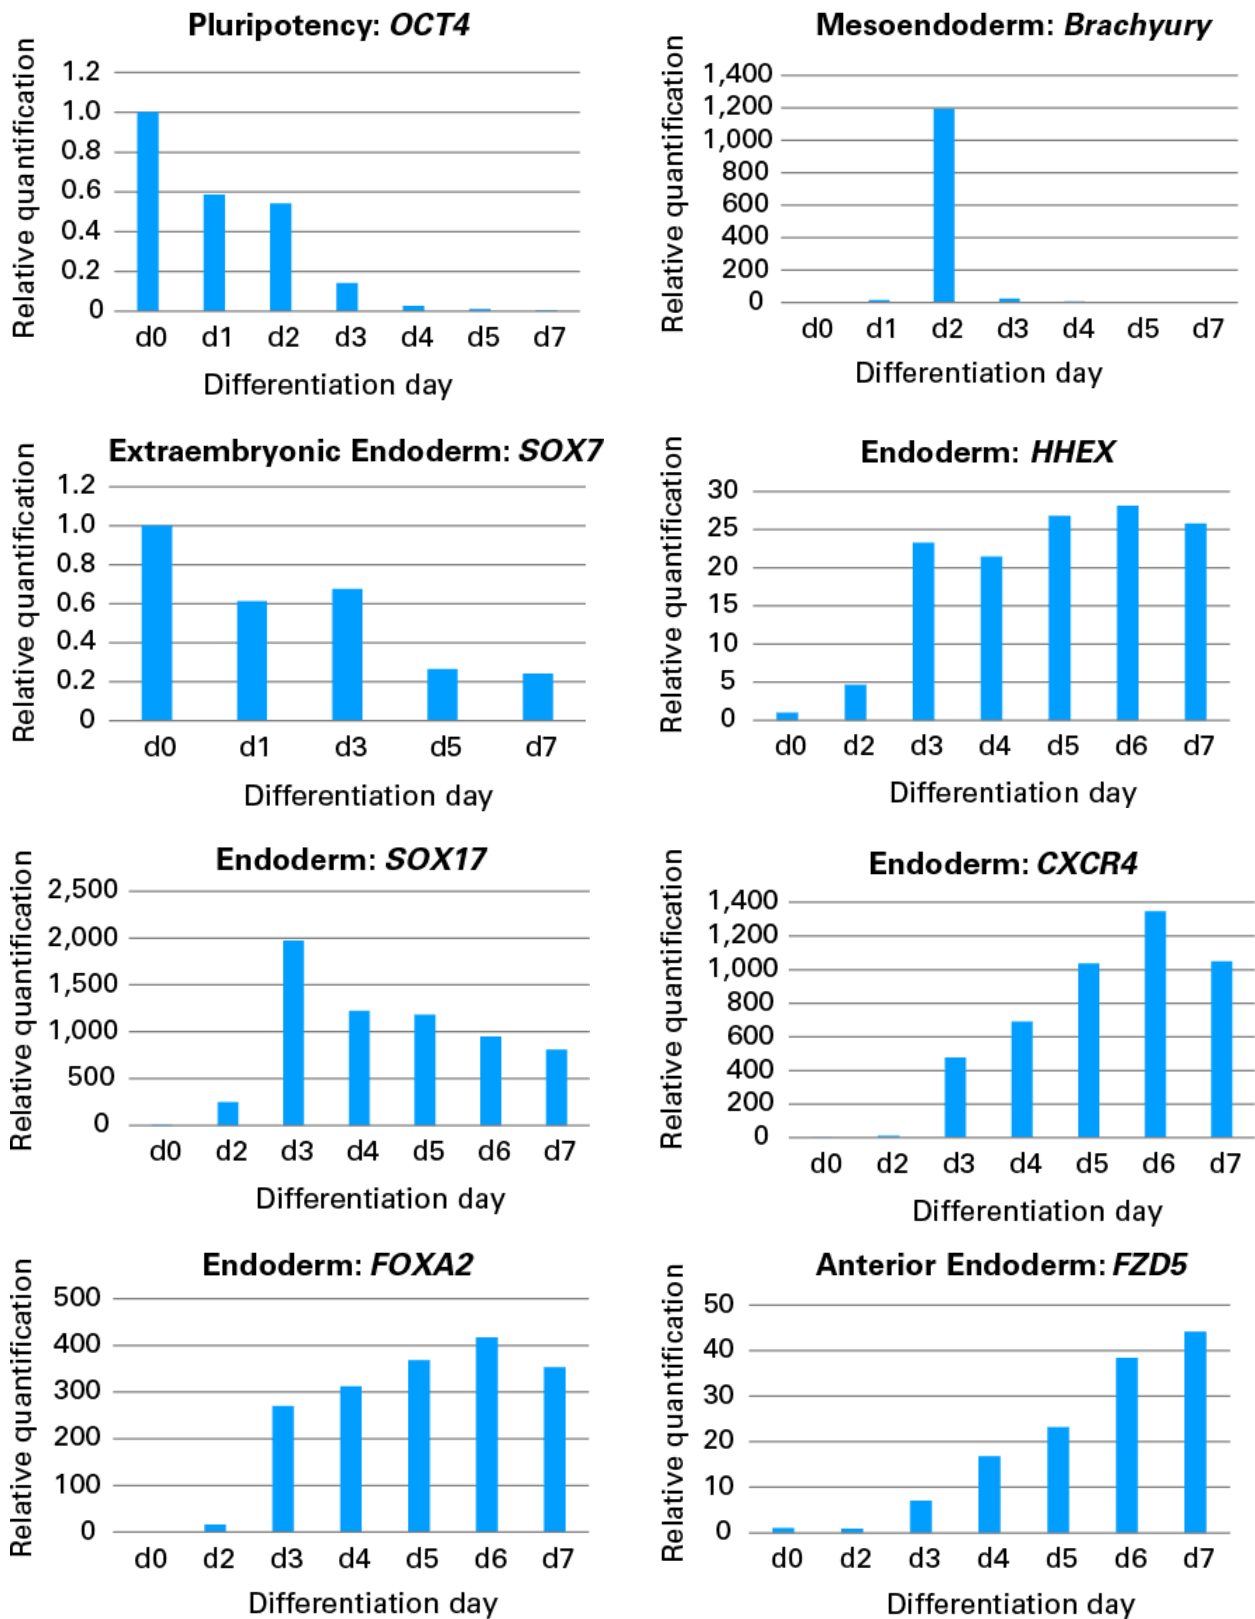 Pluripotency: OCT4
Relative quantification
1.2
1.0
0.8
0.6
0.4
0.2
0
d0 d1 d2 d3 d4 d5 d7
Differentiation day
Mesoendoderm: Brachyury
Relative quantification
1,400
1,200
1,000
800
600
400
200
0
d0 d1 d2 d3 d4 d5 d7
Differentiation day
Extraembryonic Endoderm: SOX7
Relative quantification
1.2
1.0
0.8
0.6
0.4
0.2
0
d0 d1 d3 d5 d7
Differentiation day
Endoderm: HHEX
Relative quantification
30
25
20
15
10
5
0
d0 d2 d3 d4 d5 d6 d7
Differentiation day
Endoderm: SOX17
Relative quantification
2,500
2,000
1,500
1,000
500
0
d0 d2 d3 d4 d5 d6 d7
Differentiation day
Endoderm: CXCR4
Relative quantification
1,400
1,200
1,000
800
600
400
200
0
d0 d2 d3 d4 d5 d6 d7
Differentiation day
Endoderm: FOXA2
Relative quantification
500
400
300
200
100
0
d0 d2 d3 d4 d5 d6 d7
Differentiation day
Anterior Endoderm: FZD5
Relative quantification
50
40
30
20
10
0
d0 d2 d3 d4 d5 d6 d7
Differentiation day